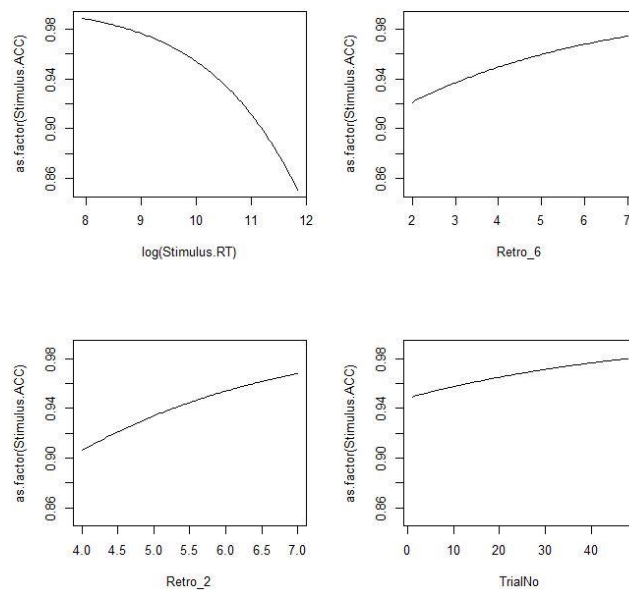 as.factor(Stimulus.ACC)
0.86 0.90 0.94 0.98
8 9 10 11 12
log(Stimulus.RT)
as.factor(Stimulus.ACC)
0.86 0.90 0.94 0.98
2 3 4 5 6 7
Retro_6
as.factor(Stimulus.ACC)
0.86 0.90 0.94 0.98
4.0 4.5 5.0 5.5 6.0 6.5 7.0
Retro_2
as.factor(Stimulus.ACC)
0.86 0.90 0.94 0.98
0 10 20 30 40
TrialNo